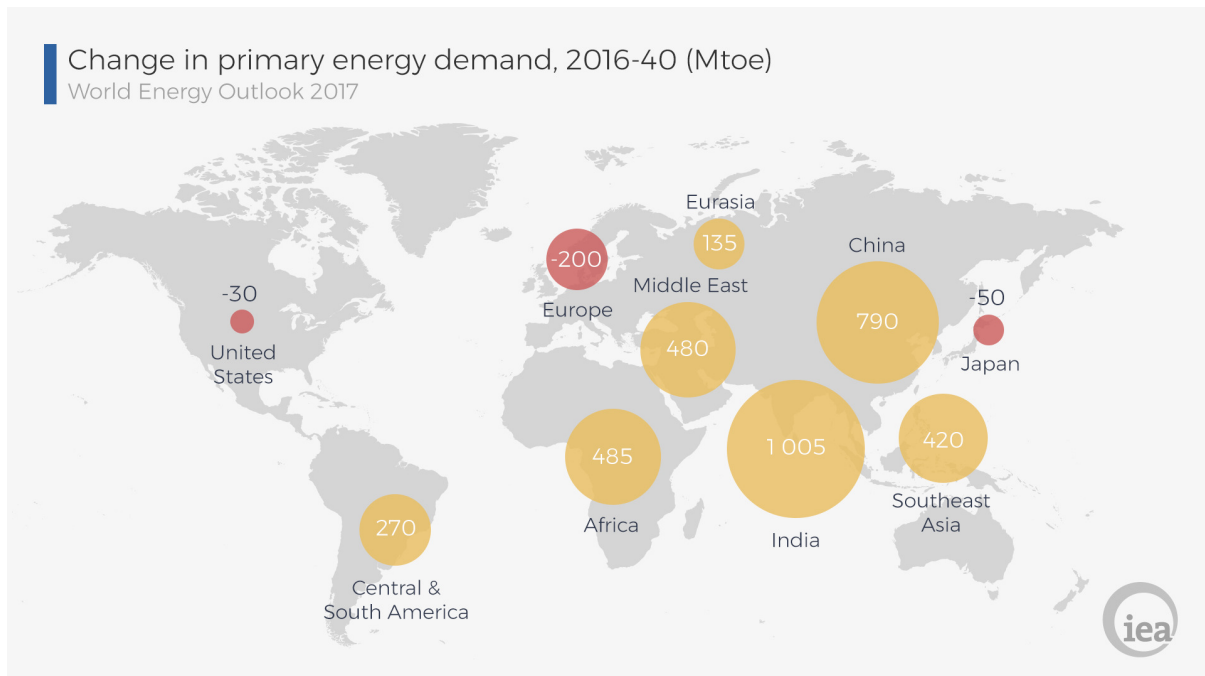 Change in primary energy demand, 2016-40 (Mtoe)
World Energy Outlook 2017
-30
United
States
270
Central &
South America
-200
Europe
Eurasia
135
Middle East
480
485
Africa
China
790
1 005
India
-50
Japan
420
Southeast
Asia
iea